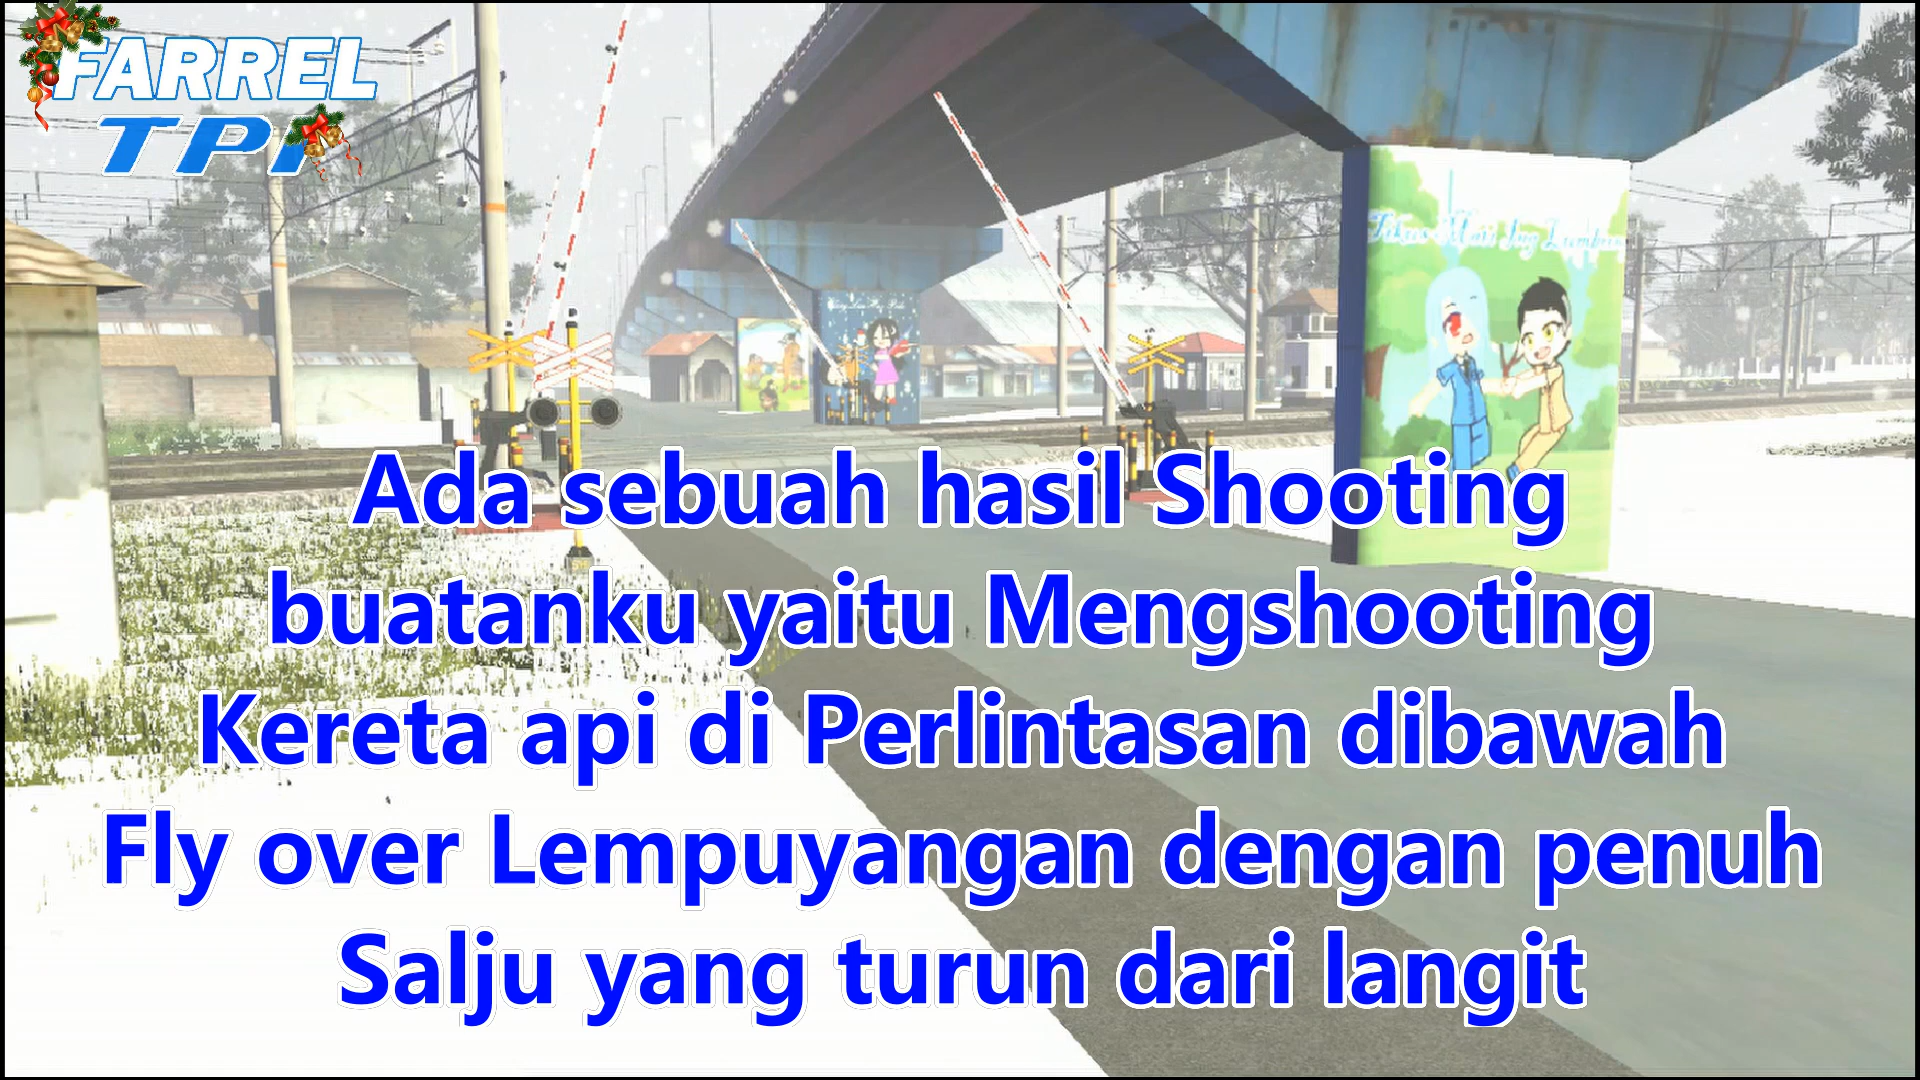 FARREL
TPI
Ada sebuah hasil Shooting
buatanku yaitu Mengshooting
Kereta api di Perlintasan dibawah
Fly over Lempuyangan dengan penuh
Salju yang turun dari langit